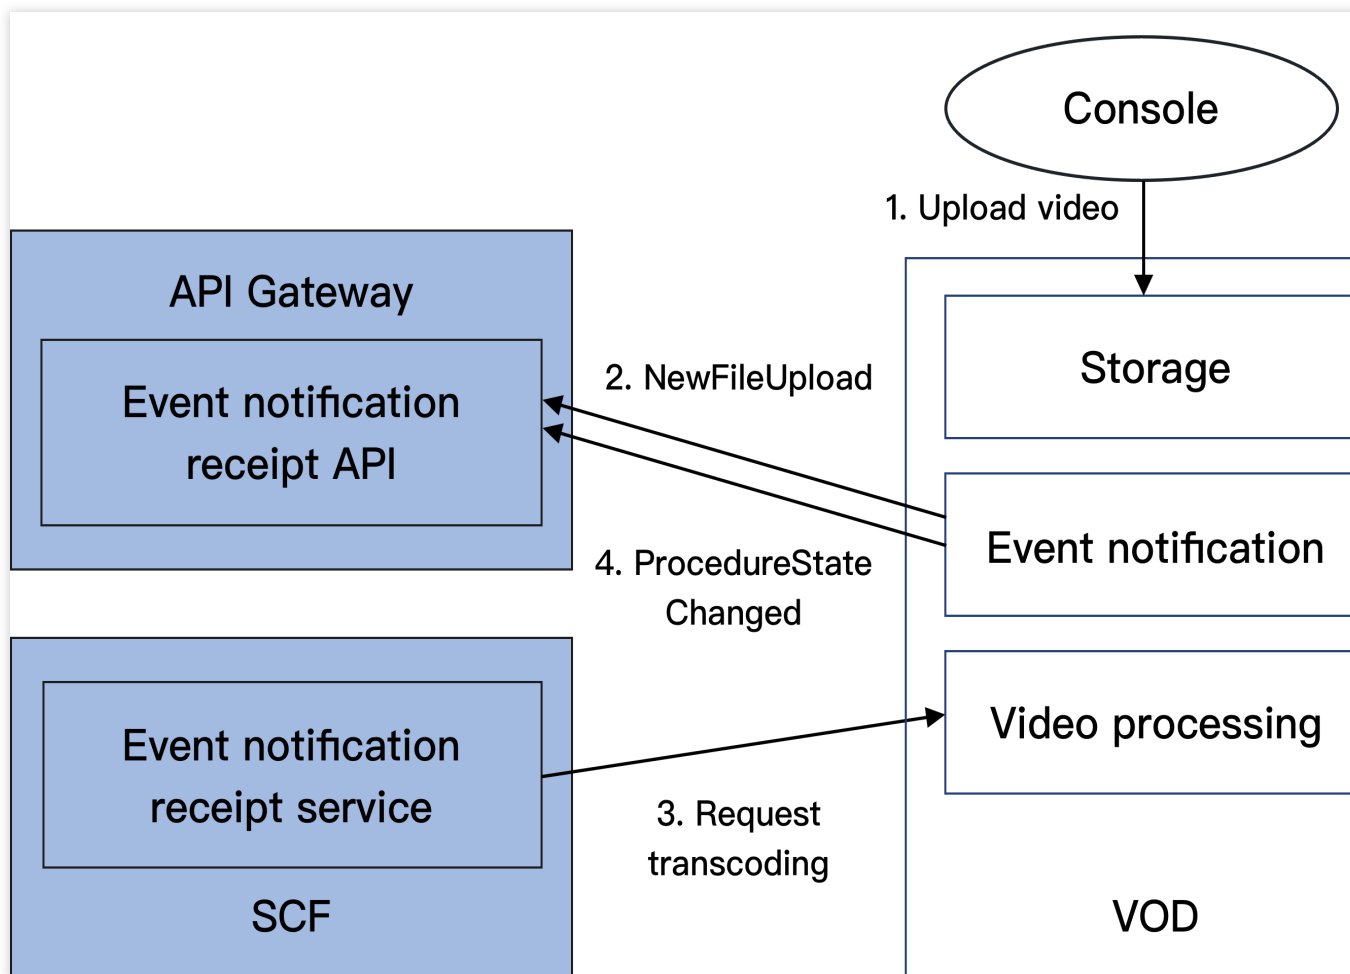 Console
1. Upload video
API Gateway
Event notification
receipt API
2. NewFileUpload
Storage
Event notification
4. ProcedureState
Changed
Event notification
receipt service
Video processing
3. Request
transcoding
SCF
VOD